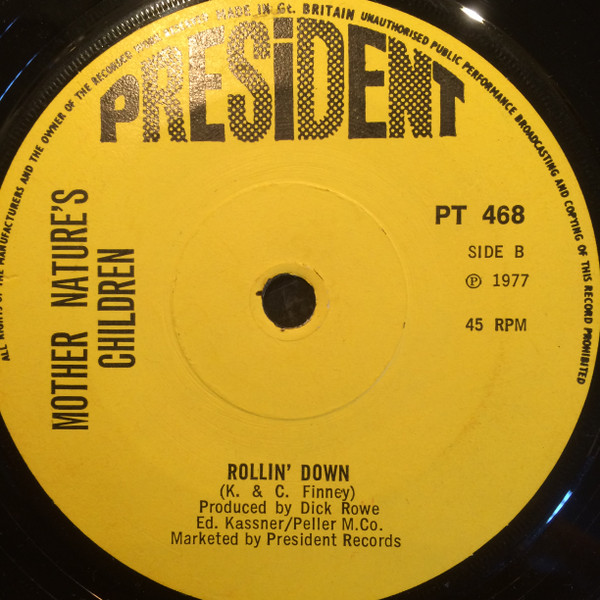 ALL RIGHTS OF THE MANUFACTURERS AND THE OWNER OF THE RECORDED MADE IN Gt. BRITAIN UNAUTHORISED PUBLIC PERFORMANCE BROADCASTING AND COPYING OF THIS RECORD PROHIBITED
PRESiDENT
MOTHER NATURE'S
CHILDREN
PT 468
SIDE B
℗ 1977
45 RPM
ROLLIN' DOWN
(K. & C. Finney)
Produced by Dick Rowe
Ed. Kassner/Peller M.Co.
Marketed by President Records